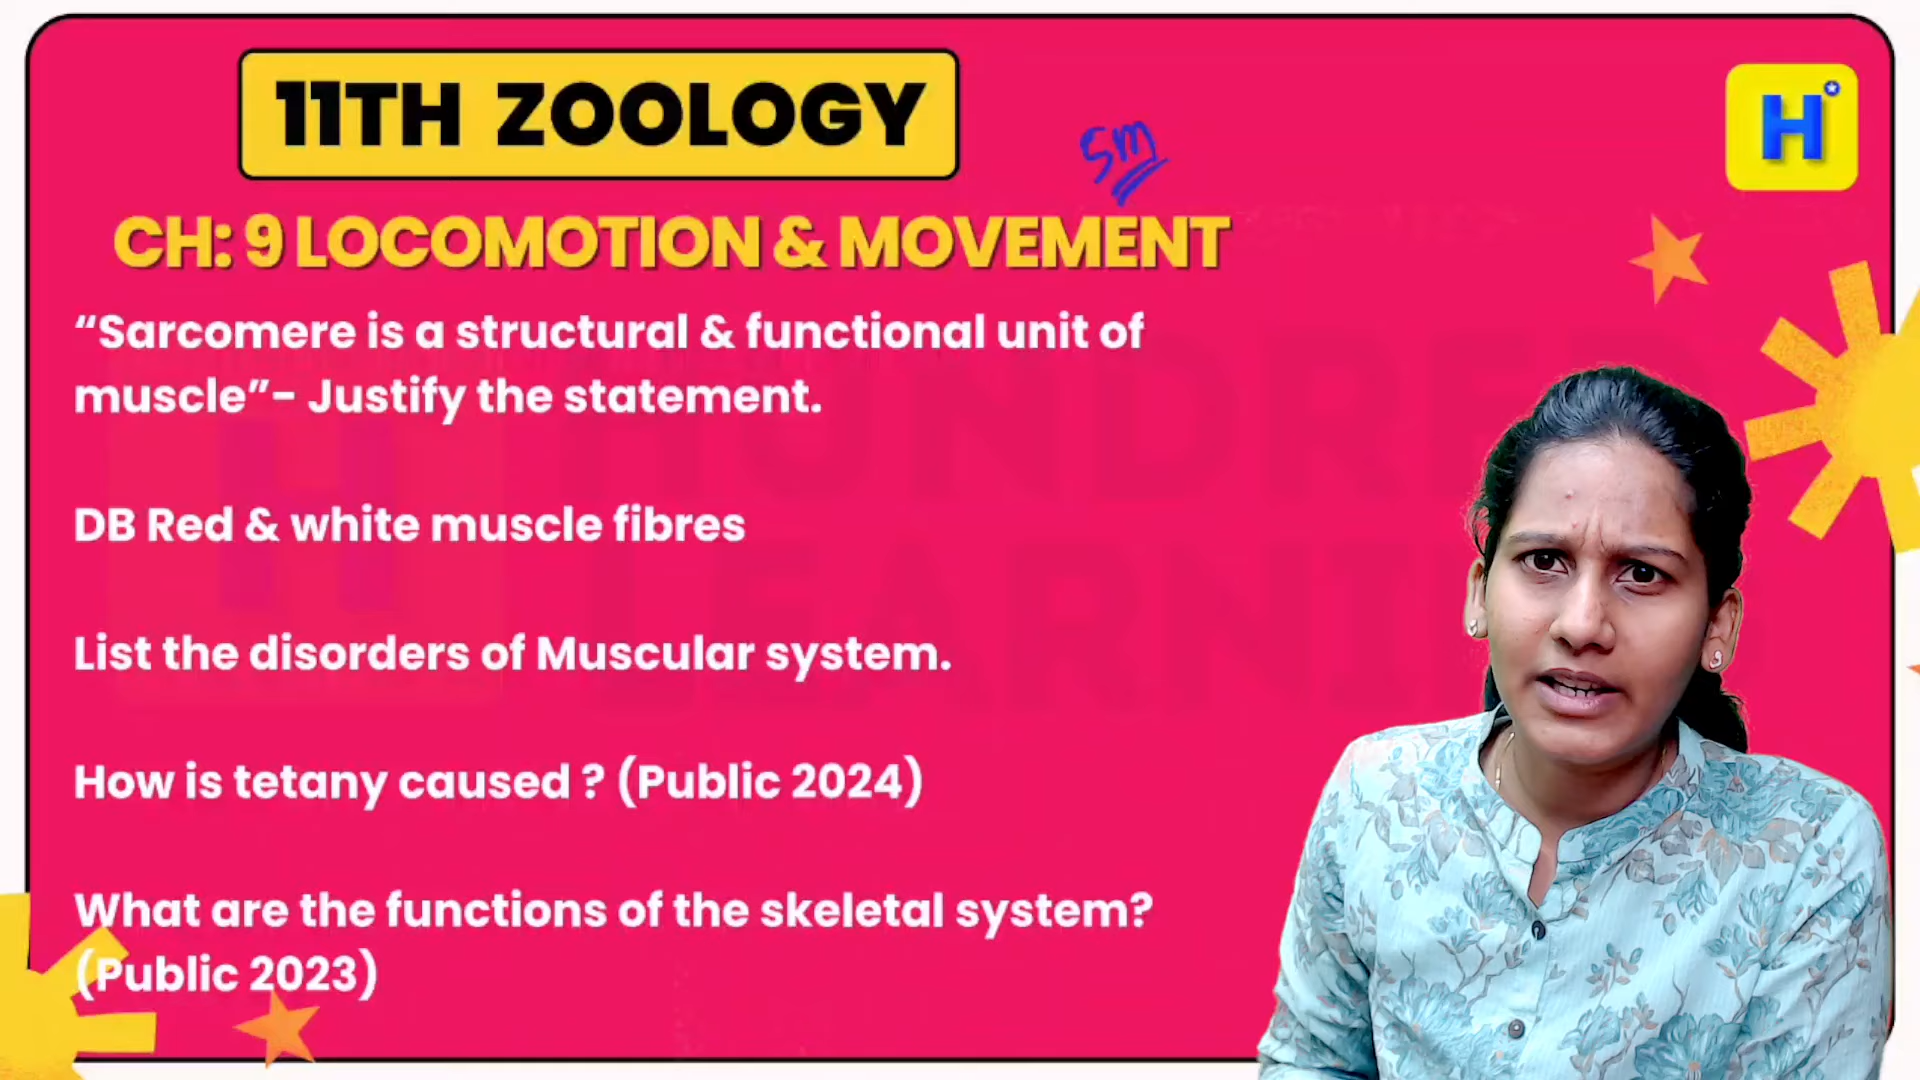 11TH ZOOLOGY
H
5m
CH: 9 LOCOMOTION & MOVEMENT
“Sarcomere is a structural & functional unit of
muscle”- Justify the statement.
DB Red & white muscle fibres
List the disorders of Muscular system.
How is tetany caused ? (Public 2024)
What are the functions of the skeletal system?
(Public 2023)